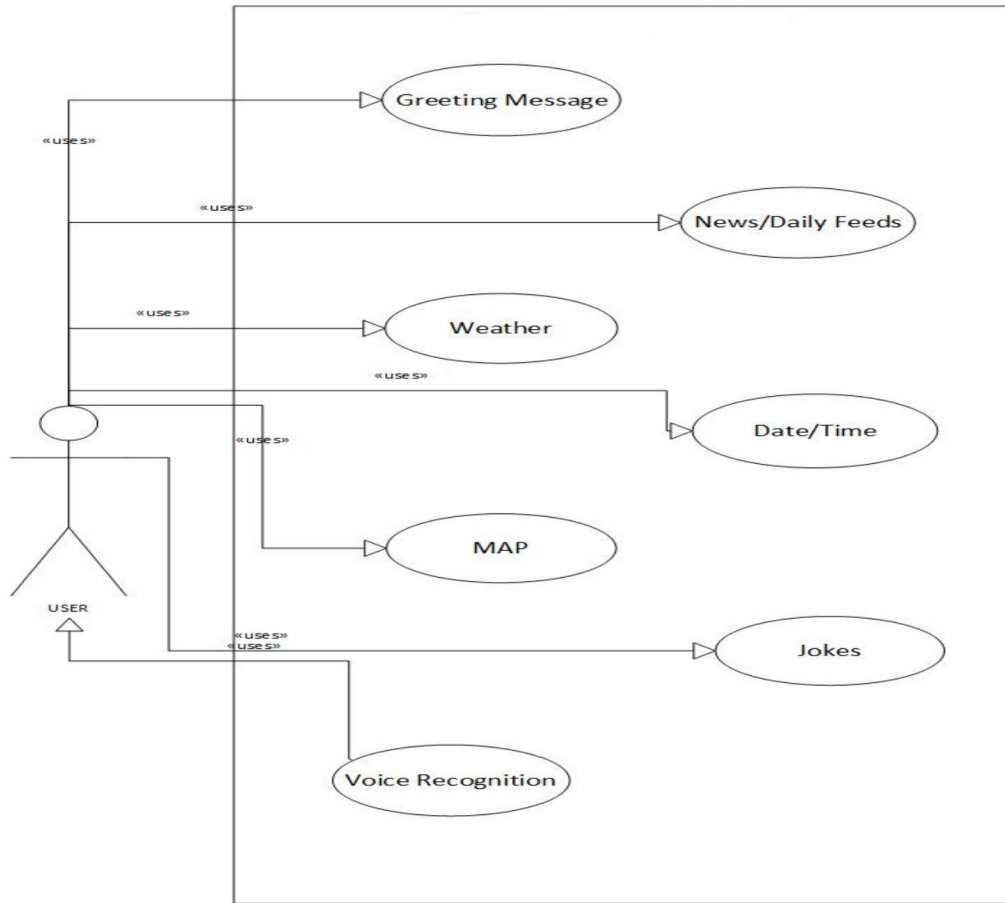 Greeting Message
«uses»
«uses»
News/Daily Feeds
«uses»
Weather
«uses»
Date/Time
«uses»
MAP
USER
«uses»
«uses»
Jokes
Voice Recognition